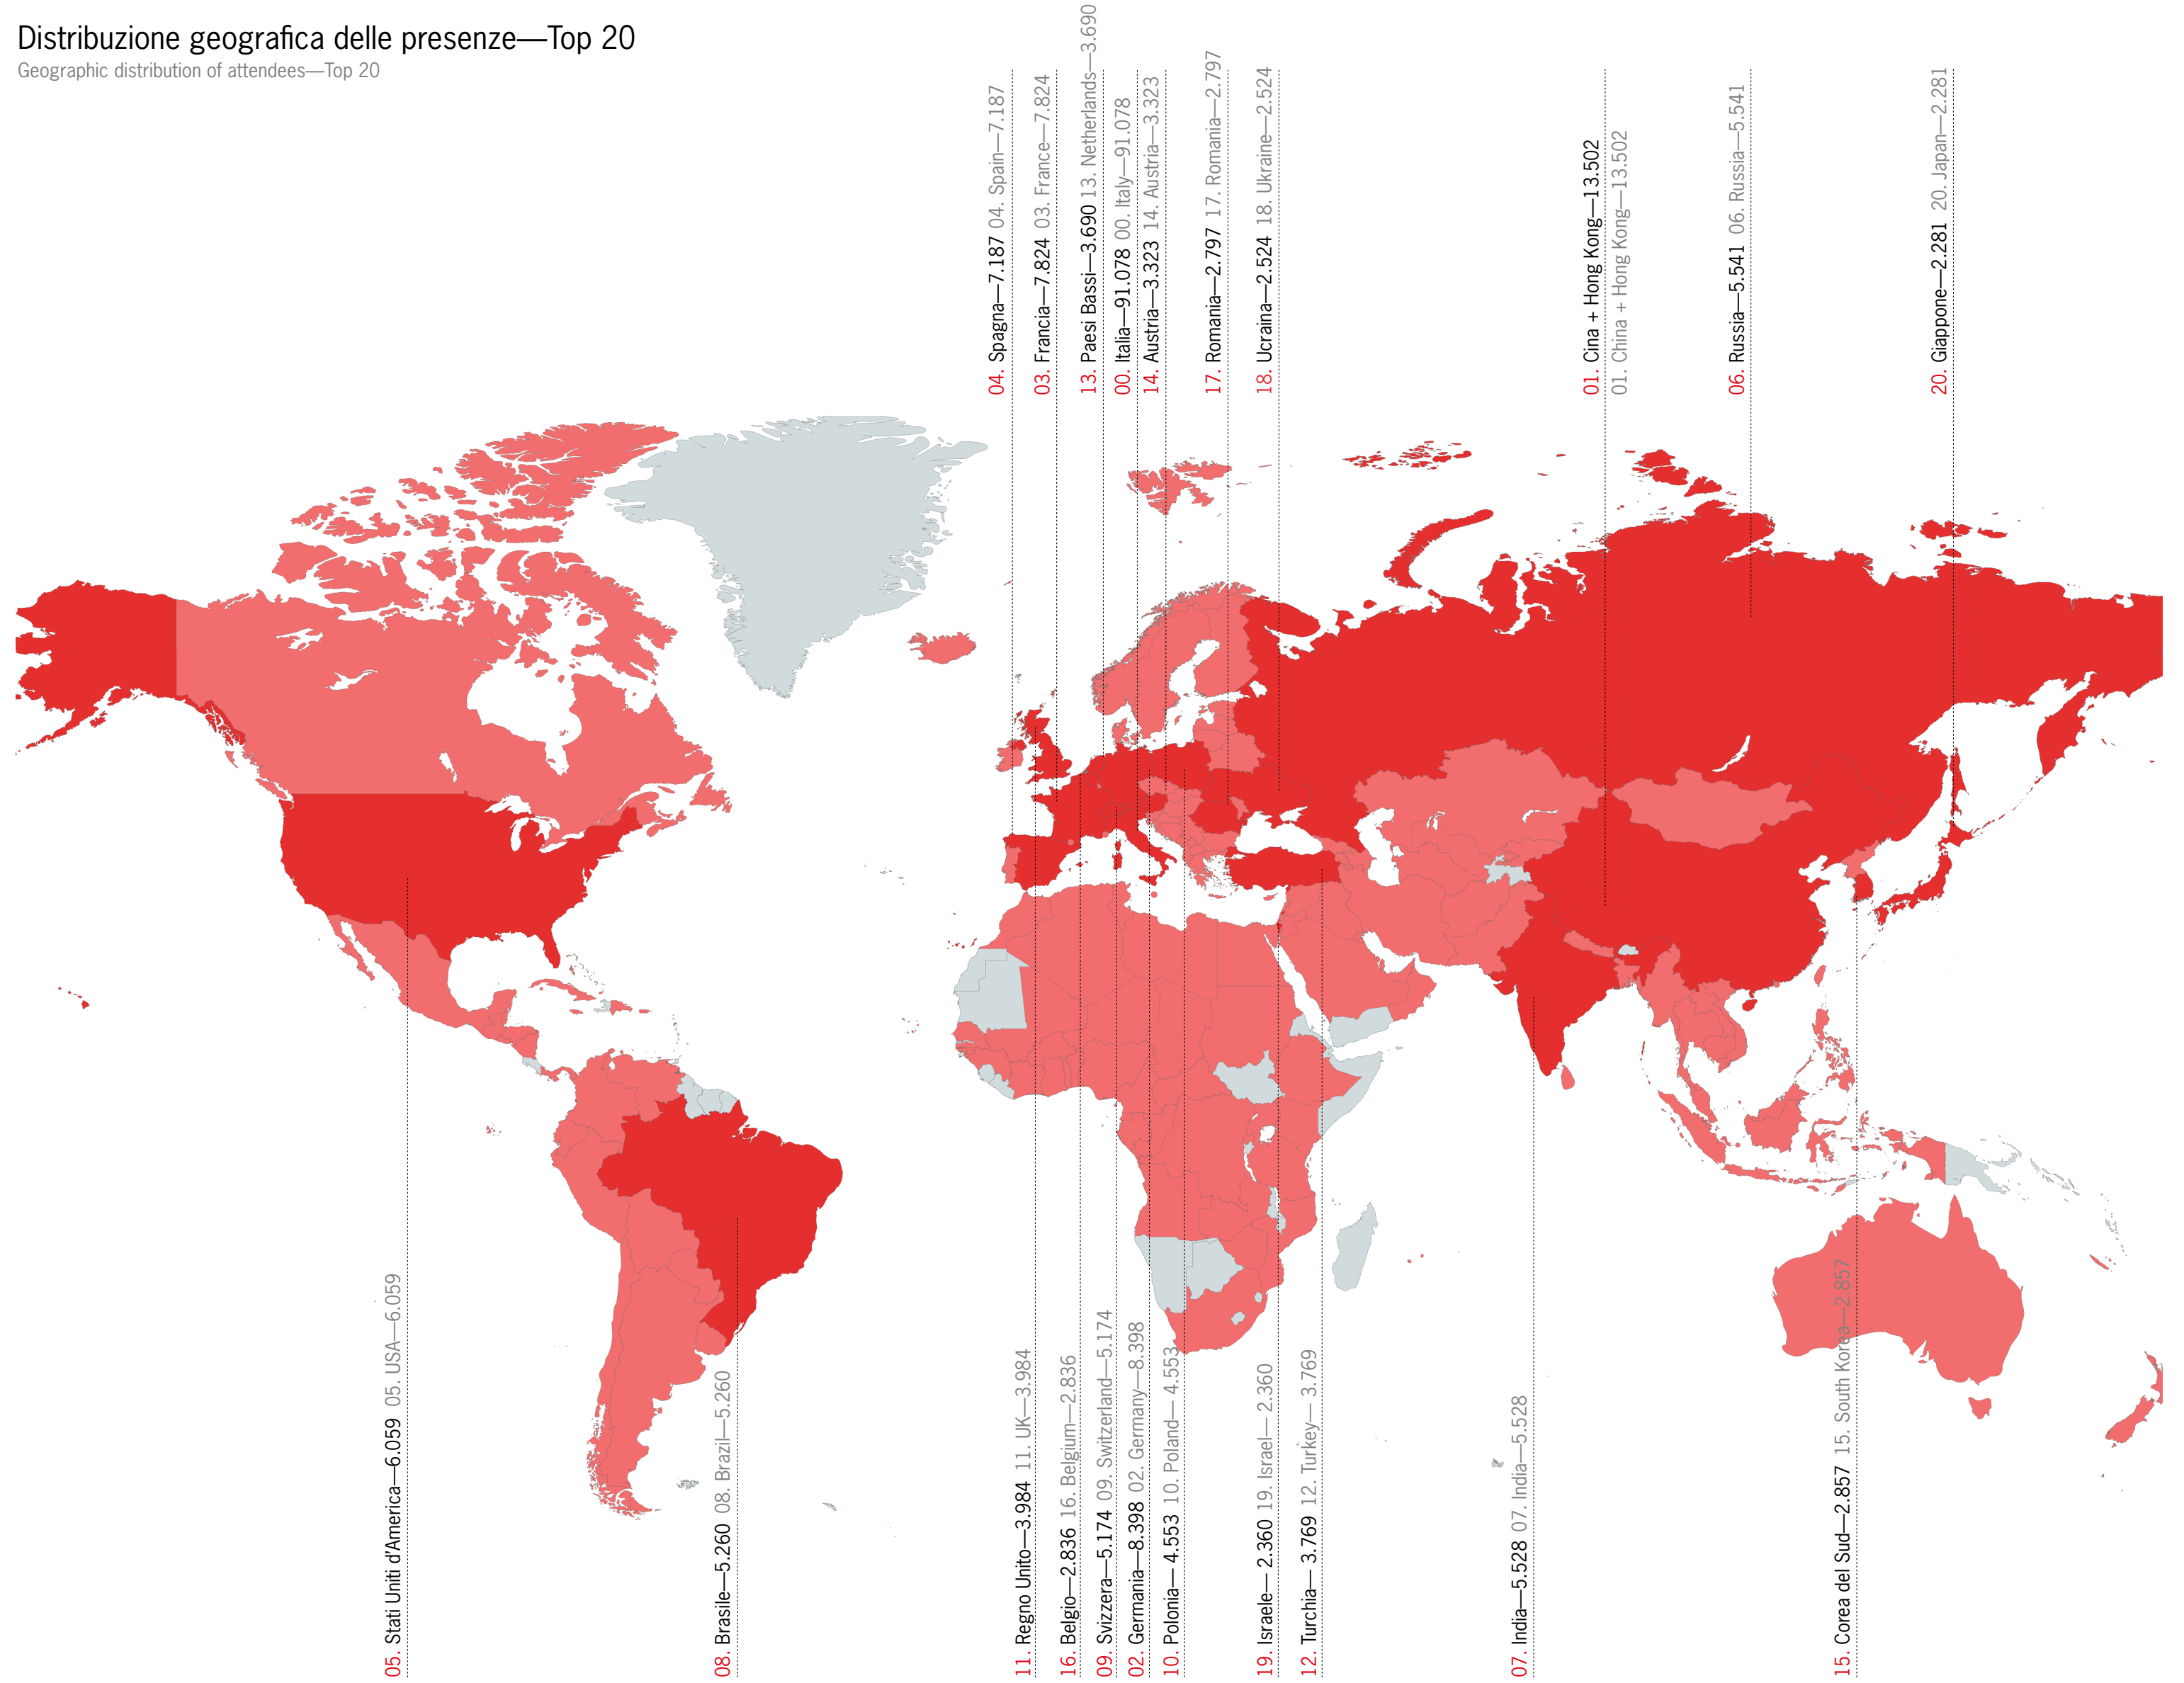 Distribuzione geografica delle presenze—Top 20
Geographic distribution of attendees—Top 20
04. Spagna—7.187 04. Spain—7.187
03. Francia—7.824 03. France—7.824
13. Paesi Bassi—3.690 13. Netherlands—3.690
00. Italia—91.078 00. Italy—91.078
14. Austria—3.323 14. Austria—3.323
17. Romania—2.797 17. Romania—2.797
18. Ucraina—2.524 18. Ukraine—2.524
01. Cina + Hong Kong—13.502
01. China + Hong Kong—13.502
06. Russia—5.541 06. Russia—5.541
20. Giappone—2.281 20. Japan—2.281
05. Stati Uniti d'America—6.059 05. USA—6.059
08. Brasile—5.260 08. Brazil—5.260
11. Regno Unito—3.984 11. UK—3.984
16. Belgio—2.836 16. Belgium—2.836
09. Svizzera—5.174 09. Switzerland—5.174
02. Germania—8.398 02. Germany—8.398
10. Polonia— 4.553 10. Poland— 4.553
19. Israele— 2.360 19. Israel— 2.360
12. Turchia— 3.769 12. Turkey— 3.769
07. India—5.528 07. India—5.528
15. Corea del Sud—2.857 15. South Korea—2.857